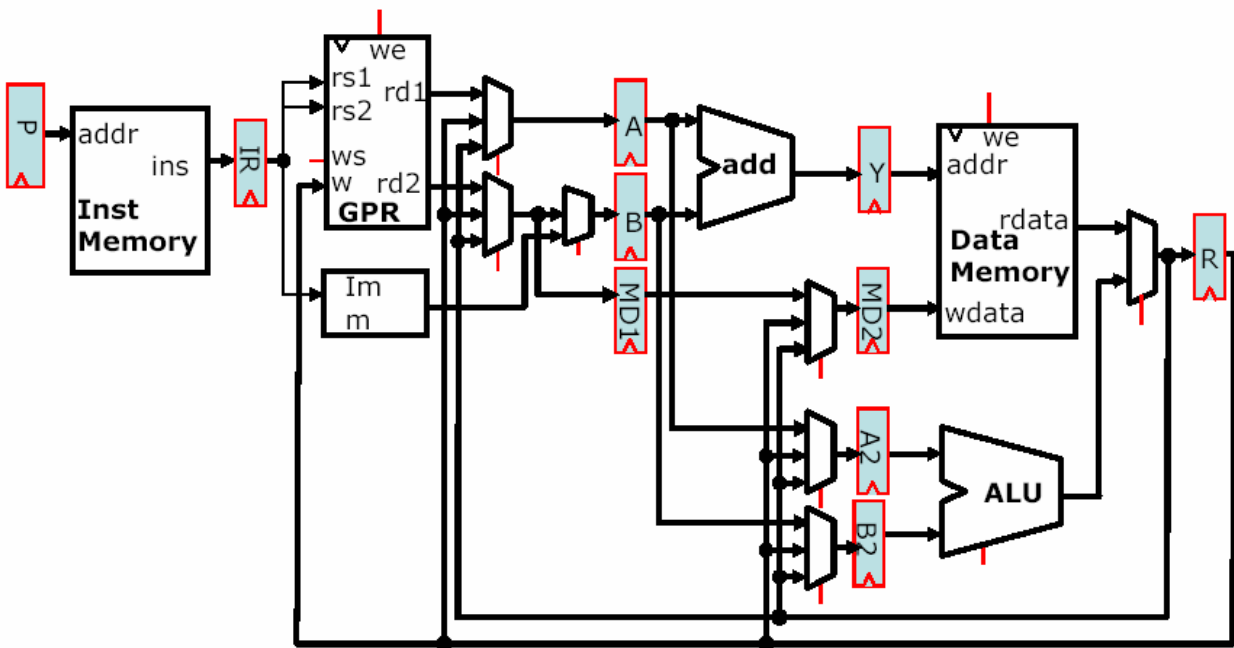 P
addr
ins
Inst
Memory
IR
we
rs1
rs2
rd1
ws
w
rd2
GPR
Im
m
A
B
MD1
add
Y
MD2
A2
B2
we
addr
rdata
Data
Memory
wdata
ALU
R